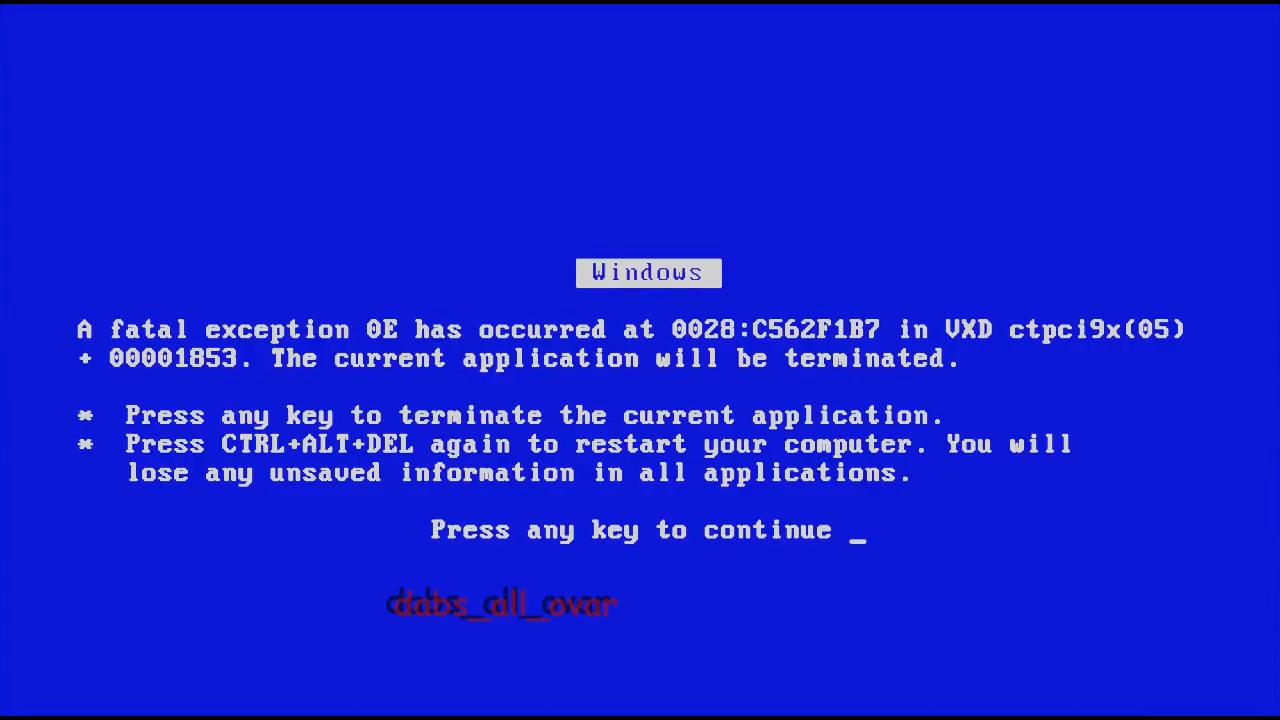 Windows
A fatal exception 0E has occurred at 0028:C562F1B7 in VXD ctpci9x(05)
+ 00001853. The current application will be terminated.
* Press any key to terminate the current application.
* Press CTRL+ALT+DEL again to restart your computer. You will
lose any unsaved information in all applications.
Press any key to continue _
dabs_all_ovar